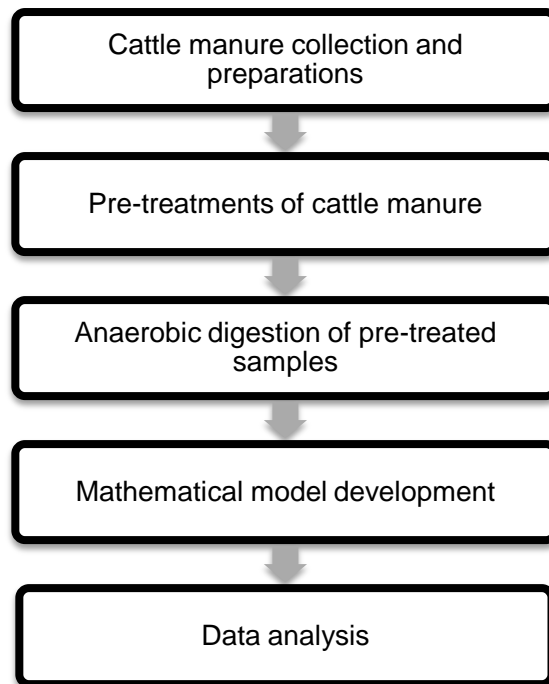 Cattle manure collection and
preparations
Pre-treatments of cattle manure
Anaerobic digestion of pre-treated
samples
Mathematical model development
Data analysis